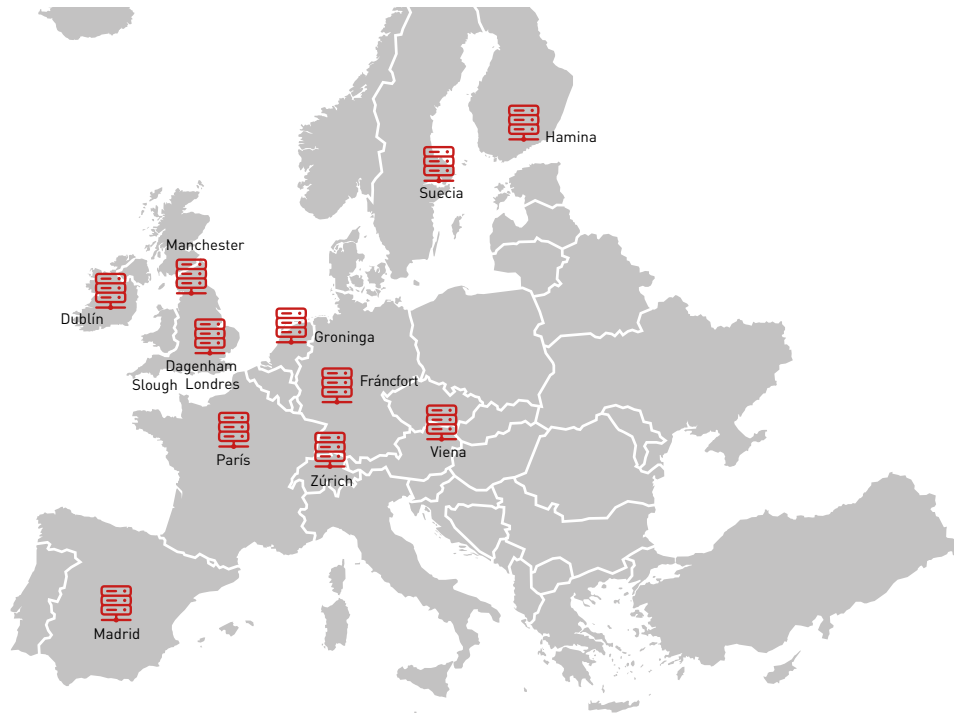 Hamina
Suecia
Manchester
Dublín
Groninga
Dagenham
Slough Londres
Fráncfort
París
Viena
Zúrich
Madrid